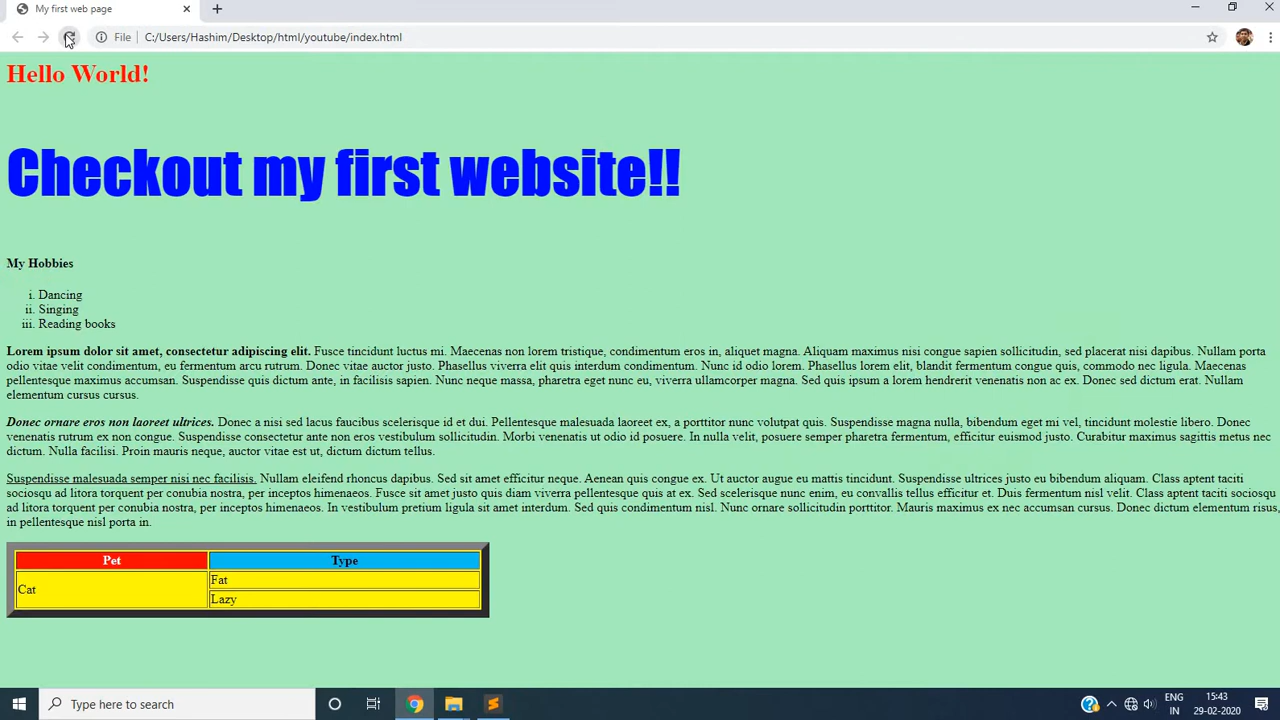 My first web page
File
C:/Users/Hashim/Desktop/html/youtube/index.html
Hello World!
Checkout my first website!!
My Hobbies
i. Dancing
ii. Singing
iii. Reading books
Lorem ipsum dolor sit amet, consectetur adipiscing elit. Fusce tincidunt luctus mi. Maecenas non lorem tristique, condimentum eros in, aliquet magna. Aliquam maximus nisi congue sapien sollicitudin, sed placerat nisi dapibus. Nullam porta
odio vitae velit condimentum, eu fermentum arcu rutrum. Donec vitae auctor justo. Phasellus viverra elit quis interdum condimentum. Nunc id odio lorem. Phasellus lorem elit, blandit fermentum congue quis, commodo nec ligula. Maecenas
pellentesque maximus accumsan. Suspendisse quis dictum ante, in facilisis sapien. Nunc neque massa, pharetra eget nunc eu, viverra ullamcorper magna. Sed quis ipsum a lorem hendrerit venenatis non ac ex. Donec sed dictum erat. Nullam
elementum cursus cursus.
Donec ornare eros non laoreet ultrices. Donec a nisi sed lacus faucibus scelerisque id et dui. Pellentesque malesuada laoreet ex, a porttitor nunc volutpat quis. Suspendisse magna nulla, bibendum eget mi vel, tincidunt molestie libero. Donec
venenatis rutrum ex non congue. Suspendisse consectetur ante non eros vestibulum sollicitudin. Morbi venenatis ut odio id posuere. In nulla velit, posuere semper pharetra fermentum, efficitur euismod justo. Curabitur maximus sagittis metus nec
dictum. Nulla facilisi. Proin mauris neque, auctor vitae est ut, dictum dictum tellus.
Suspendisse malesuada semper nisi nec facilisis. Nullam eleifend rhoncus dapibus. Sed sit amet efficitur neque. Aenean quis congue ex. Ut auctor augue eu mattis tincidunt. Suspendisse ultrices justo eu bibendum aliquam. Class aptent taciti
sociosqu ad litora torquent per conubia nostra, per inceptos himenaeos. Fusce sit amet justo quis diam viverra pellentesque quis at ex. Sed scelerisque nunc enim, eu convallis tellus efficitur et. Duis fermentum nisl velit. Class aptent taciti sociosqu
ad litora torquent per conubia nostra, per inceptos himenaeos. In vestibulum pretium ligula sit amet interdum. Sed quis condimentum nisl. Nunc ornare sollicitudin porttitor. Mauris maximus ex nec accumsan cursus. Donec dictum elementum risus,
in pellentesque nisl porta in.
Pet Type
Cat Fat
Lazy
Type here to search
ENG 15:43
IN 29-02-2020